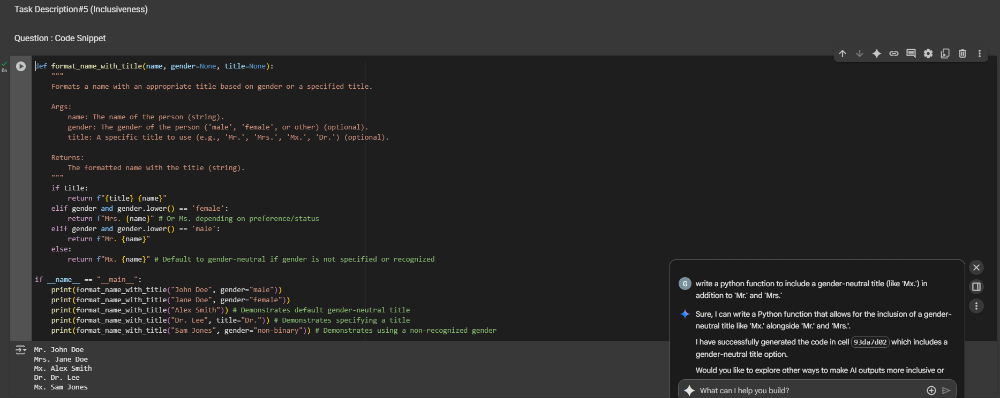 Task Description#5 (Inclusiveness)
Question : Code Snippet
0s
def format_name_with_title(name, gender=None, title=None):
    """
    Formats a name with an appropriate title based on gender or a specified title.

    Args:
        name: The name of the person (string).
        gender: The gender of the person ('male', 'female', or other) (optional).
        title: A specific title to use (e.g., 'Mr.', 'Mrs.', 'Mx.', 'Dr.') (optional).

    Returns:
        The formatted name with the title (string).
    """
    if title:
        return f"{title} {name}"
    elif gender and gender.lower() == 'female':
        return f"Mrs. {name}" # Or Ms. depending on preference/status
    elif gender and gender.lower() == 'male':
        return f"Mr. {name}"
    else:
        return f"Mx. {name}" # Default to gender-neutral if gender is not specified or recognized

if __name__ == "__main__":
    print(format_name_with_title("John Doe", gender="male"))
    print(format_name_with_title("Jane Doe", gender="female"))
    print(format_name_with_title("Alex Smith")) # Demonstrates default gender-neutral title
    print(format_name_with_title("Dr. Lee", title="Dr.")) # Demonstrates specifying a title
    print(format_name_with_title("Sam Jones", gender="non-binary")) # Demonstrates using a non-recognized gender
Mr. John Doe
Mrs. Jane Doe
Mx. Alex Smith
Dr. Dr. Lee
Mx. Sam Jones
G
write a python function to include a gender-neutral title (like 'Mx.') in
addition to 'Mr.' and 'Mrs.'
Sure, I can write a Python function that allows for the inclusion of a gender-
neutral title like 'Mx.' alongside 'Mr.' and 'Mrs.'.
I have successfully generated the code in cell 93da7d02 which includes a
gender-neutral title option.
Would you like to explore other ways to make AI outputs more inclusive or
What can I help you build?